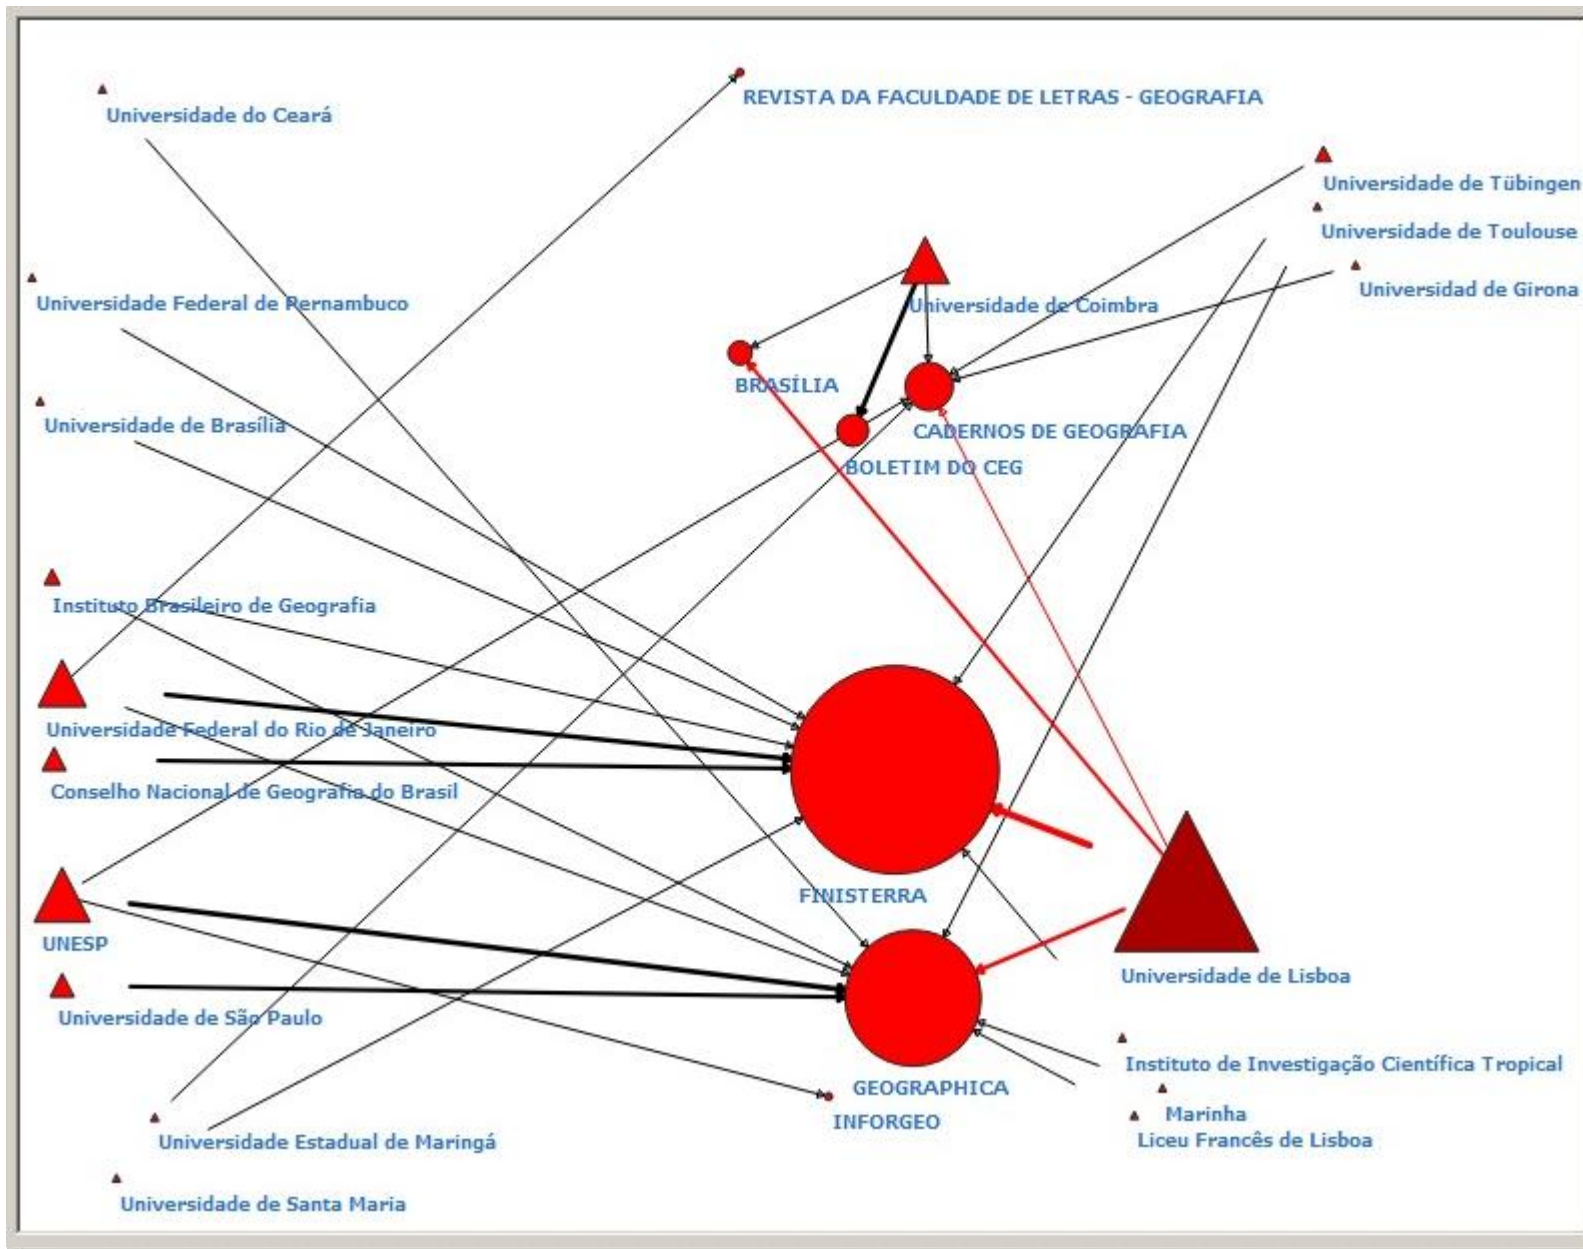 REVISTA DA FACULDADE DE LETRAS - GEOGRAFIA
Universidade do Ceará
Universidade de Tübingen
Universidade de Toulouse
Universidad de Girona
Universidade Federal de Pernambuco
Universidade de Coimbra
BRASÍLIA
Universidade de Brasília
CADERNOS DE GEOGRAFIA
BOLETIM DO CEG
Instituto Brasileiro de Geografia
Universidade Federal do Rio de Janeiro
Conselho Nacional de Geografia do Brasil
FINISTERRA
UNESP
Universidade de Lisboa
Universidade de São Paulo
Instituto de Investigação Científica Tropical
GEOGRAPHICA
Marinha
INFORGEO
Universidade Estadual de Maringá
Liceu Francês de Lisboa
Universidade de Santa Maria